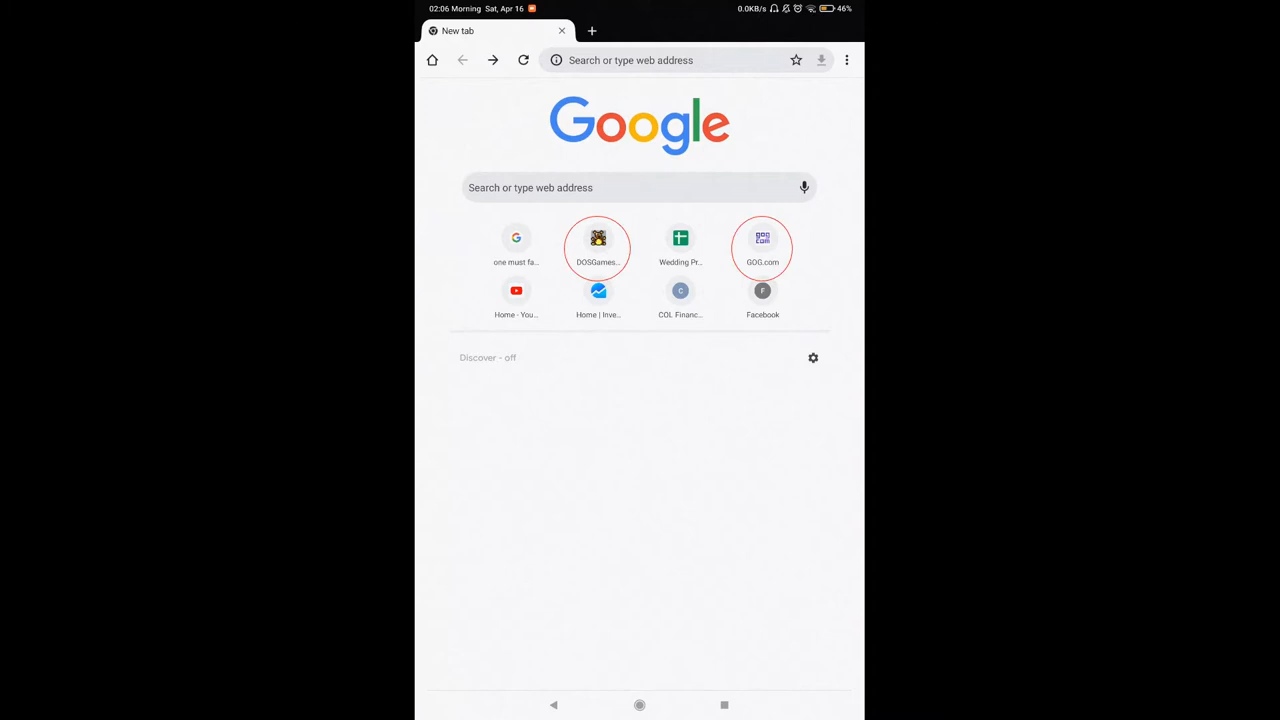 02:06 Morning Sat, Apr 16
0.0KB/s 46%
New tab
Search or type web address
Google
Search or type web address
one must fa... DOSGames... Wedding Pr... GOG.com
Home - You... Home | Inve... COL Financ... Facebook
Discover – off